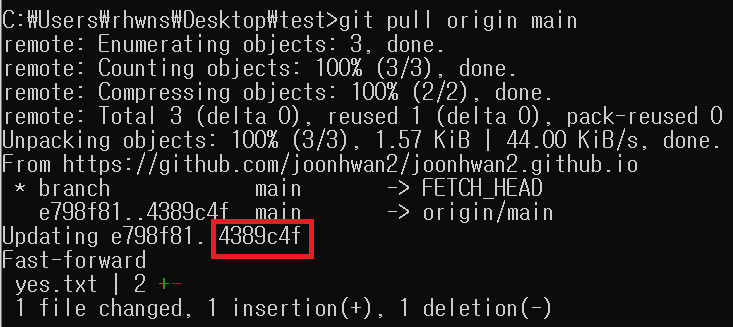 C:₩Users₩rhwns₩Desktop₩test>git pull origin main
remote: Enumerating objects: 3, done.
remote: Counting objects: 100% (3/3), done.
remote: Compressing objects: 100% (2/2), done.
remote: Total 3 (delta 0), reused 1 (delta 0), pack-reused 0
Unpacking objects: 100% (3/3), 1.57 KiB | 44.00 KiB/s, done.
From https://github.com/joonhwan2/joonhwan2.github.io
 * branch            main       -> FETCH_HEAD
   e798f81..4389c4f  main       -> origin/main
Updating e798f81. 4389c4f
Fast-forward
 yes.txt | 2 +-
 1 file changed, 1 insertion(+), 1 deletion(-)